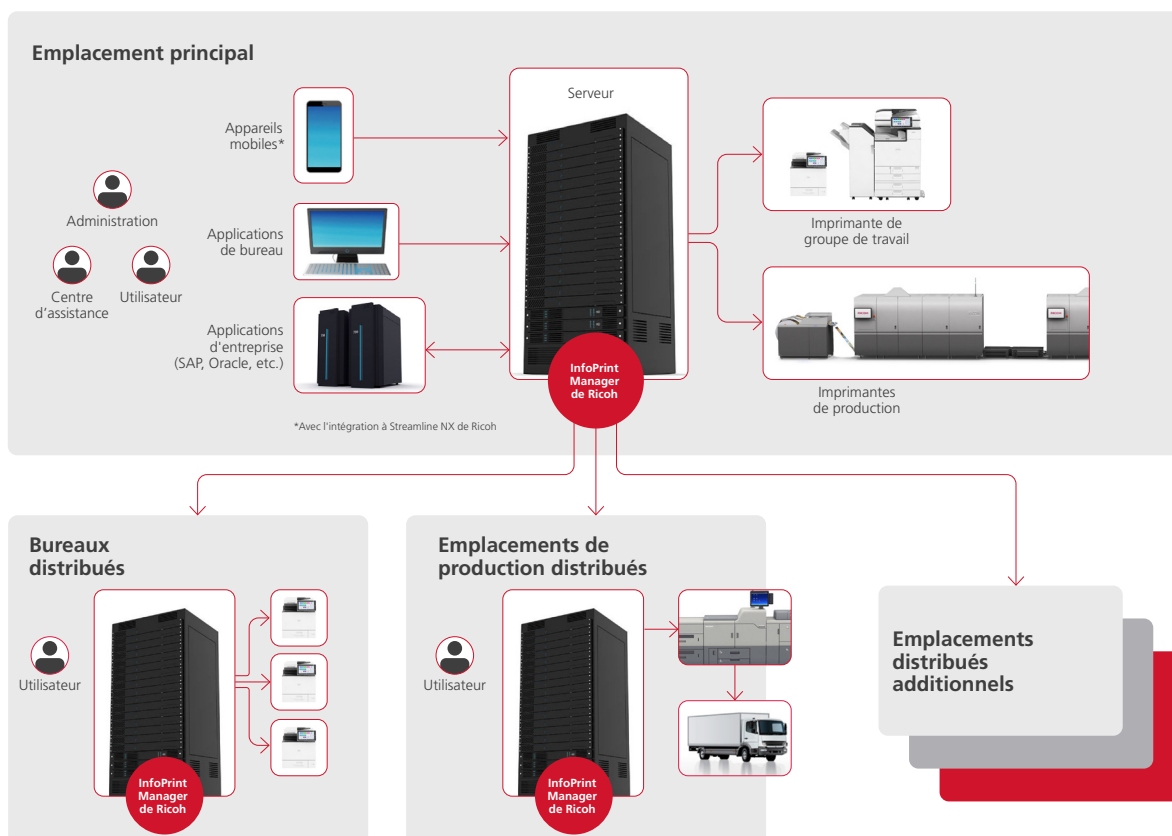 Emplacement principal
Serveur
Appareils
mobiles*
Administration
Applications
de bureau
Centre
d'assistance
Utilisateur
Applications
d'entreprise
(SAP, Oracle, etc.)
InfoPrint
Manager
de Ricoh
*Avec l'intégration à Streamline NX de Ricoh
Imprimante de
groupe de travail
Imprimantes
de production
Bureaux
distribués
Utilisateur
InfoPrint
Manager
de Ricoh
Emplacements de
production distribués
Utilisateur
InfoPrint
Manager
de Ricoh
Emplacements
distribués
additionnels